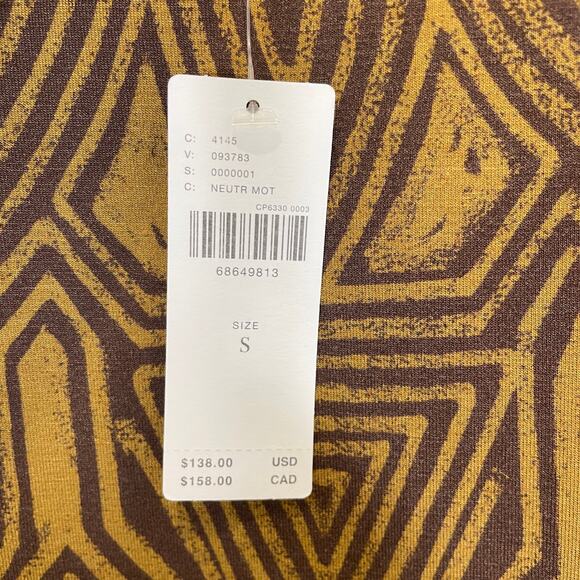 C: 4145
V: 093783
S: 0000001
C: NEUTR MOT
CP6330 0003
68649813
SIZE
S
$138.00 USD
$158.00 CAD